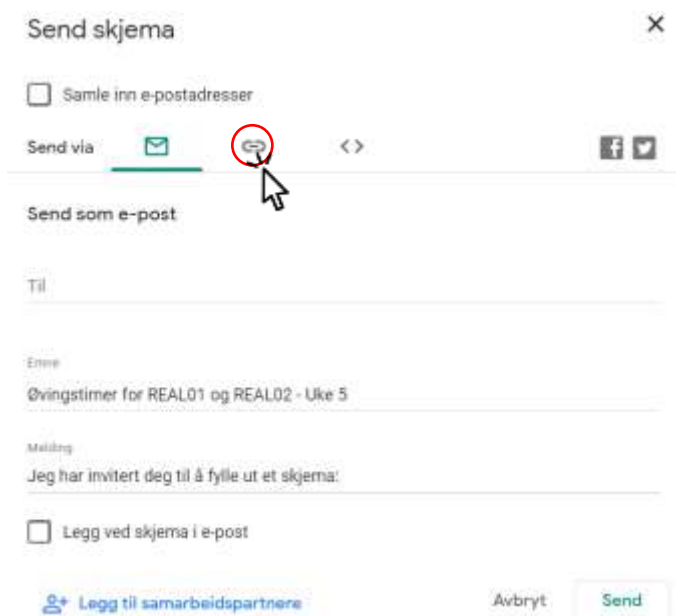 Send skjema
Samle inn e-postadresser
Send via
Send som e-post
Til
Emne
Øvingstimer for REAL01 og REAL02 - Uke 5
Melding
Jeg har invitert deg til å fylle ut et skjema:
Legg ved skjema i e-post
Legg til samarbeidspartnere
Avbryt Send